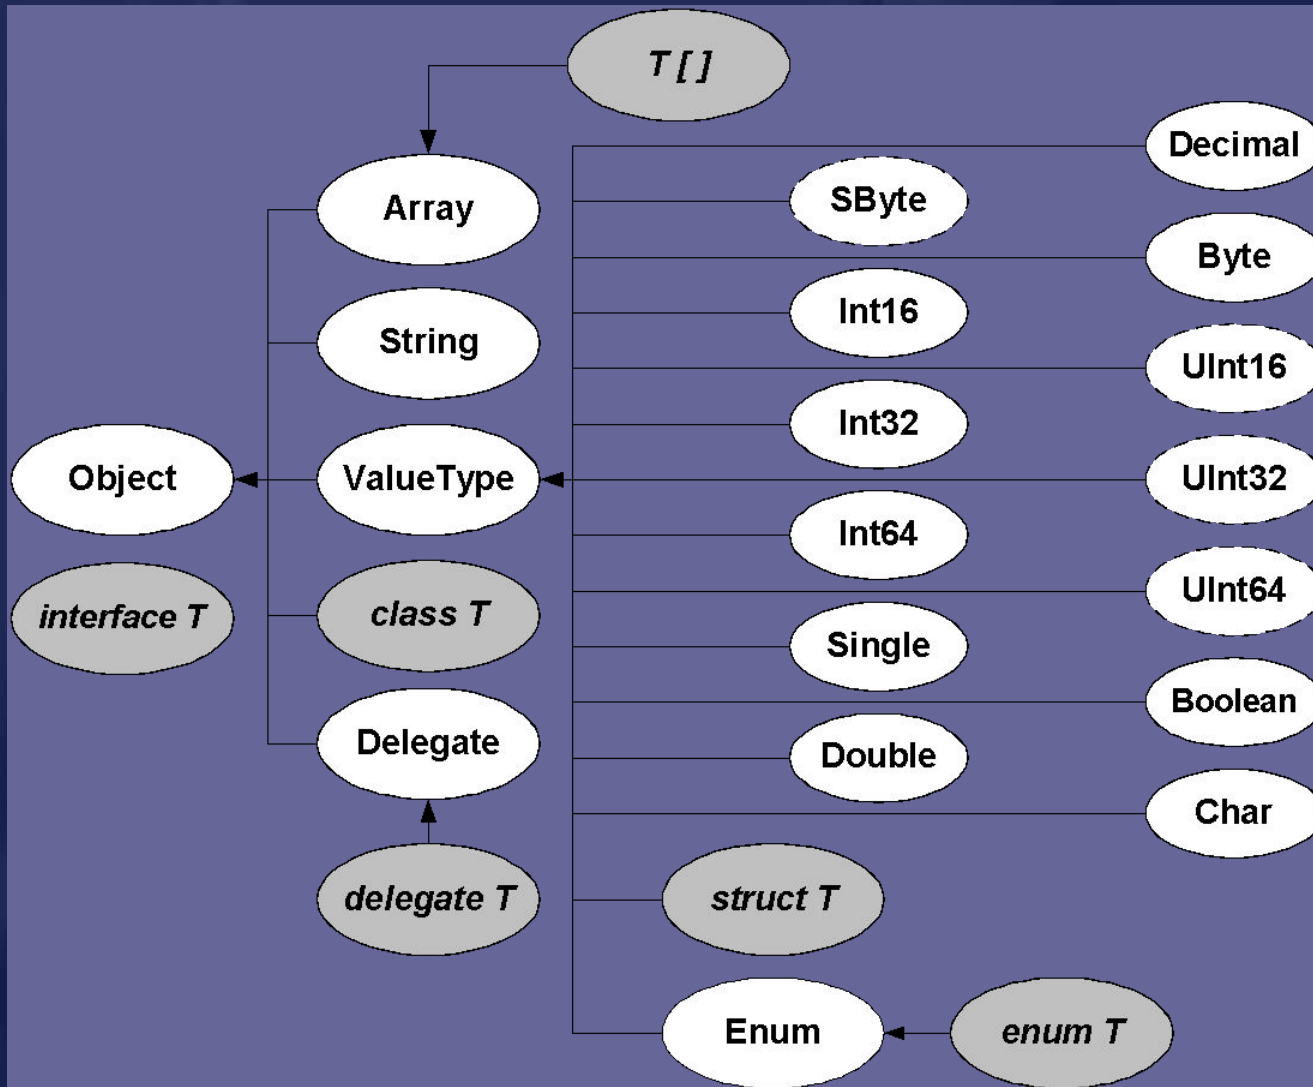 T [ ]
Decimal
SByte
Array
Byte
Int16
String
UInt16
Int32
Object
ValueType
UInt32
Int64
UInt64
interface T
class T
Single
Boolean
Delegate
Double
Char
delegate T
struct T
Enum
enum T